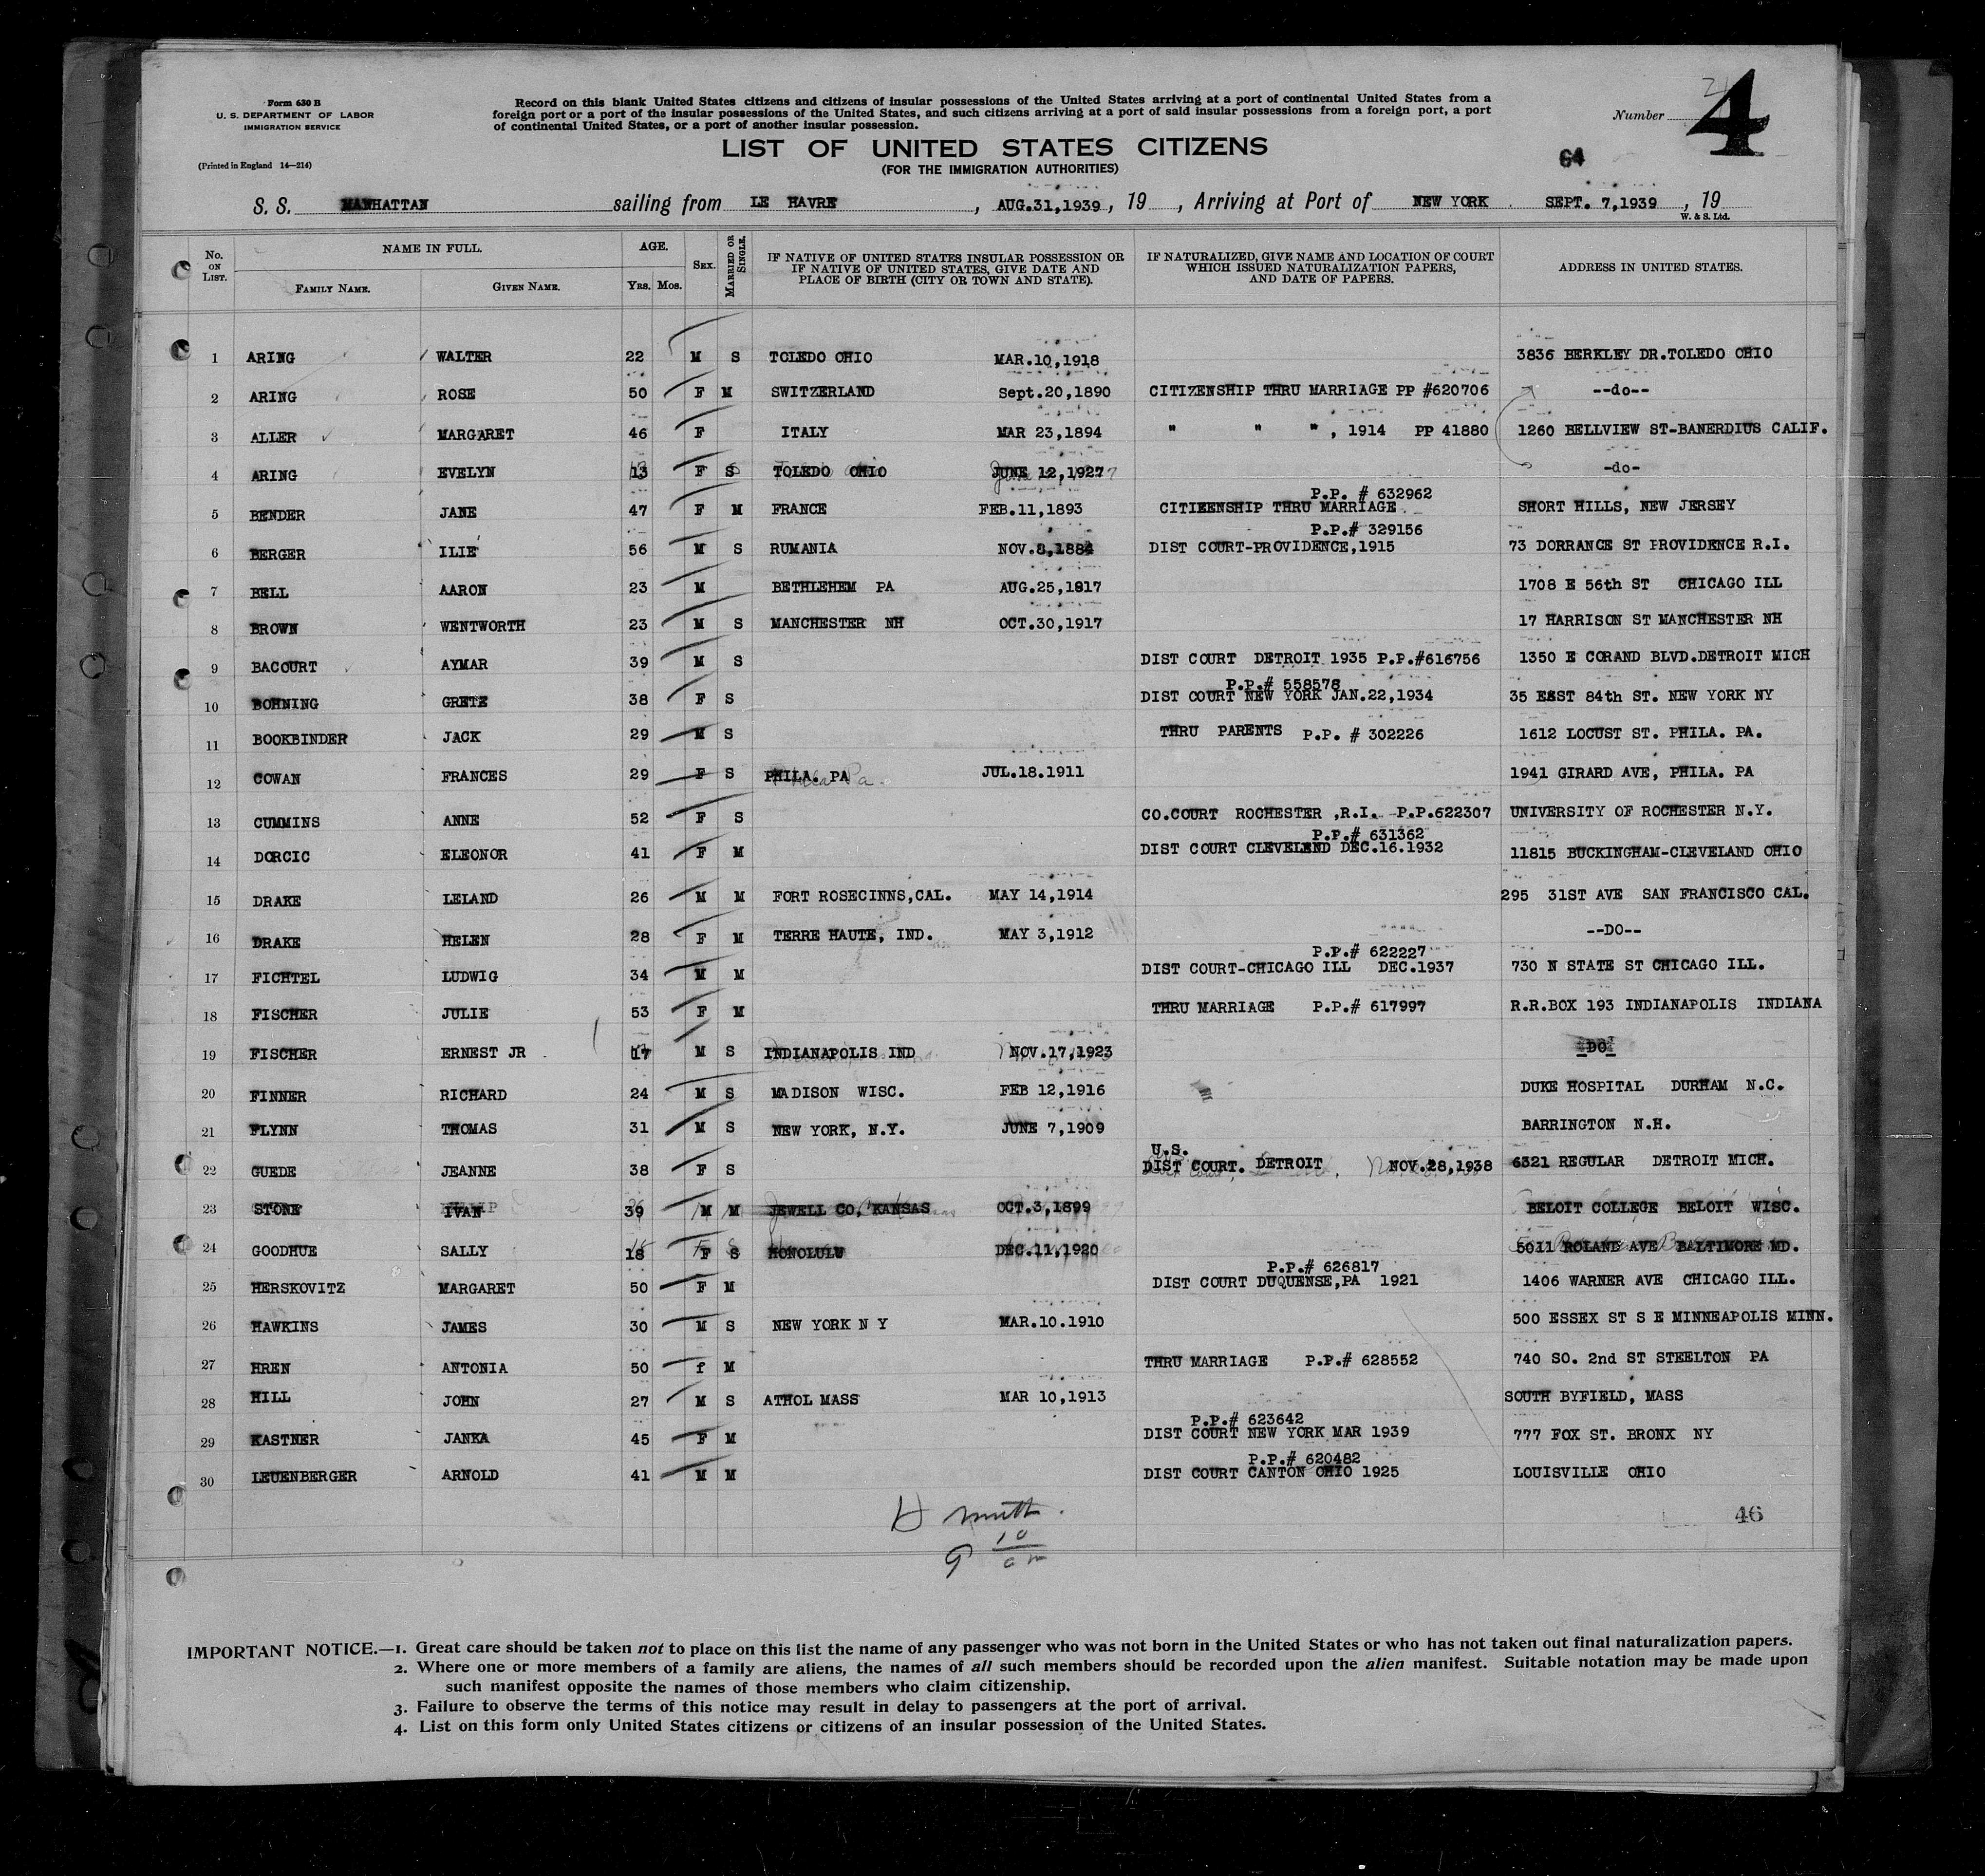 Form 630 B
U. S. DEPARTMENT OF LABOR
IMMIGRATION SERVICE
(Printed in England 14—214)
Record on this blank United States citizens and citizens of insular possessions of the United States arriving at a port of continental United States from a
foreign port or a port of the insular possessions of the United States, and such citizens arriving at a port of said insular possessions from a foreign port, a port
of continental United States, or a port of another insular possession.
Number 4
LIST OF UNITED STATES CITIZENS
(FOR THE IMMIGRATION AUTHORITIES)
64
S. S. MANHATTAN sailing from LE HAVRE , AUG.31,1939 , 19 , Arriving at Port of NEW YORK SEPT. 7,1939 , 19
W. & S. Ltd.
No. ON LIST. NAME IN FULL. FAMILY NAME. GIVEN NAME. AGE. Yrs. Mos. SEX. MARRIED OR SINGLE. IF NATIVE OF UNITED STATES INSULAR POSSESSION OR IF NATIVE OF UNITED STATES, GIVE DATE AND PLACE OF BIRTH (CITY OR TOWN AND STATE). IF NATURALIZED, GIVE NAME AND LOCATION OF COURT WHICH ISSUED NATURALIZATION PAPERS, AND DATE OF PAPERS. ADDRESS IN UNITED STATES.
1 ARING WALTER 22 M S TOLEDO OHIO MAR.10,1918 3836 BERKLEY DR.TOLEDO OHIO
2 ARING ROSE 50 F M SWITZERLAND Sept.20,1890 CITIZENSHIP THRU MARRIAGE PP #620706 --do--
3 ALLER MARGARET 46 F ITALY MAR 23,1894 " " " , 1914 PP 41880 1260 BELLVIEW ST-BANERDIUS CALIF.
4 ARING EVELYN 13 F S TOLEDO OHIO JUNE 12,1927 -do-
P.P. # 632962
5 BENDER JANE 47 F M FRANCE FEB.11,1893 CITIEENSHIP THRU MARRIAGE SHORT HILLS, NEW JERSEY
P.P.# 329156
6 BERGER ILIE 56 M S RUMANIA NOV.8,1884 DIST COURT-PROVIDENCE,1915 73 DORRANCE ST PROVIDENCE R.I.
7 BELL AARON 23 M BETHLEHEM PA AUG.25,1817 1708 E 56th ST CHICAGO ILL
8 BROWN WENTWORTH 23 M S MANCHESTER NH OCT.30,1917 17 HARRISON ST MANCHESTER NH
9 BACOURT AYMAR 39 M S DIST COURT DETROIT 1935 P.P.#616756 1350 E CORAND BLVD.DETROIT MICH
P.P.# 558578
10 BOHNING GRETE 38 F S DIST COURT NEW YORK JAN.22,1934 35 EAST 84th ST. NEW YORK NY
11 BOOKBINDER JACK 29 M S THRU PARENTS P.P. # 302226 1612 LOCUST ST. PHILA. PA.
12 COWAN FRANCES 29 F S PHILA. PA JUL.18.1911 1941 GIRARD AVE, PHILA. PA
13 CUMMINS ANNE 52 F S CO.COURT ROCHESTER ,R.I. P.P.622307 UNIVERSITY OF ROCHESTER N.Y.
P.P.# 631362
14 DORCIC ELEONOR 41 F M DIST COURT CLEVELEND DEC.16.1932 11815 BUCKINGHAM-CLEVELAND OHIO
15 DRAKE LELAND 26 M M FORT ROSECINNS,CAL. MAY 14,1914 295 31ST AVE SAN FRANCISCO CAL.
16 DRAKE HELEN 28 F M TERRE HAUTE, IND. MAY 3,1912 --DO--
P.P.# 622227
17 FICHTEL LUDWIG 34 M M DIST COURT-CHICAGO ILL DEC.1937 730 N STATE ST CHICAGO ILL.
18 FISCHER JULIE 53 F M THRU MARRIAGE P.P.# 617997 R.R.BOX 193 INDIANAPOLIS INDIANA
19 FISCHER ERNEST JR 17 M S INDIANAPOLIS IND NOV.17,1923 -DO-
20 FINNER RICHARD 24 M S MADISON WISC. FEB 12,1916 DUKE HOSPITAL DURHAM N.C.
21 FLYNN THOMAS 31 M S NEW YORK, N.Y. JUNE 7,1909 BARRINGTON N.H.
U.S.
22 GUEDE JEANNE 38 F S DIST COURT. DETROIT NOV.28,1938 6321 REGULAR DETROIT MICH.
23 STONE IVAN 39 M M JEWELL CO, KANSAS OCT.3,1899 BELOIT COLLEGE BELOIT WISC.
24 GOODHUE SALLY 18 F S HONOLULU DEC.11,1920 5011 ROLAND AVE BALTIMORE MD.
P.P.# 626817
25 HERSKOVITZ MARGARET 50 F M DIST COURT DUQUENSE,PA 1921 1406 WARNER AVE CHICAGO ILL.
26 HAWKINS JAMES 30 M S NEW YORK N Y MAR.10.1910 500 ESSEX ST S E MINNEAPOLIS MINN.
27 HREN ANTONIA 50 f M THRU MARRIAGE P.P.# 628552 740 SO. 2nd ST STEELTON PA
28 HILL JOHN 27 M S ATHOL MASS MAR 10,1913 SOUTH BYFIELD, MASS
P.P.# 623642
29 KASTNER JANKA 45 F M DIST COURT NEW YORK MAR 1939 777 FOX ST. BRONX NY
P.P.# 620482
30 LEUENBERGER ARNOLD 41 M M DIST COURT CANTON OHIO 1925 LOUISVILLE OHIO
46
IMPORTANT NOTICE.—1. Great care should be taken not to place on this list the name of any passenger who was not born in the United States or who has not taken out final naturalization papers.
2. Where one or more members of a family are aliens, the names of all such members should be recorded upon the alien manifest. Suitable notation may be made upon
such manifest opposite the names of those members who claim citizenship.
3. Failure to observe the terms of this notice may result in delay to passengers at the port of arrival.
4. List on this form only United States citizens or citizens of an insular possession of the United States.